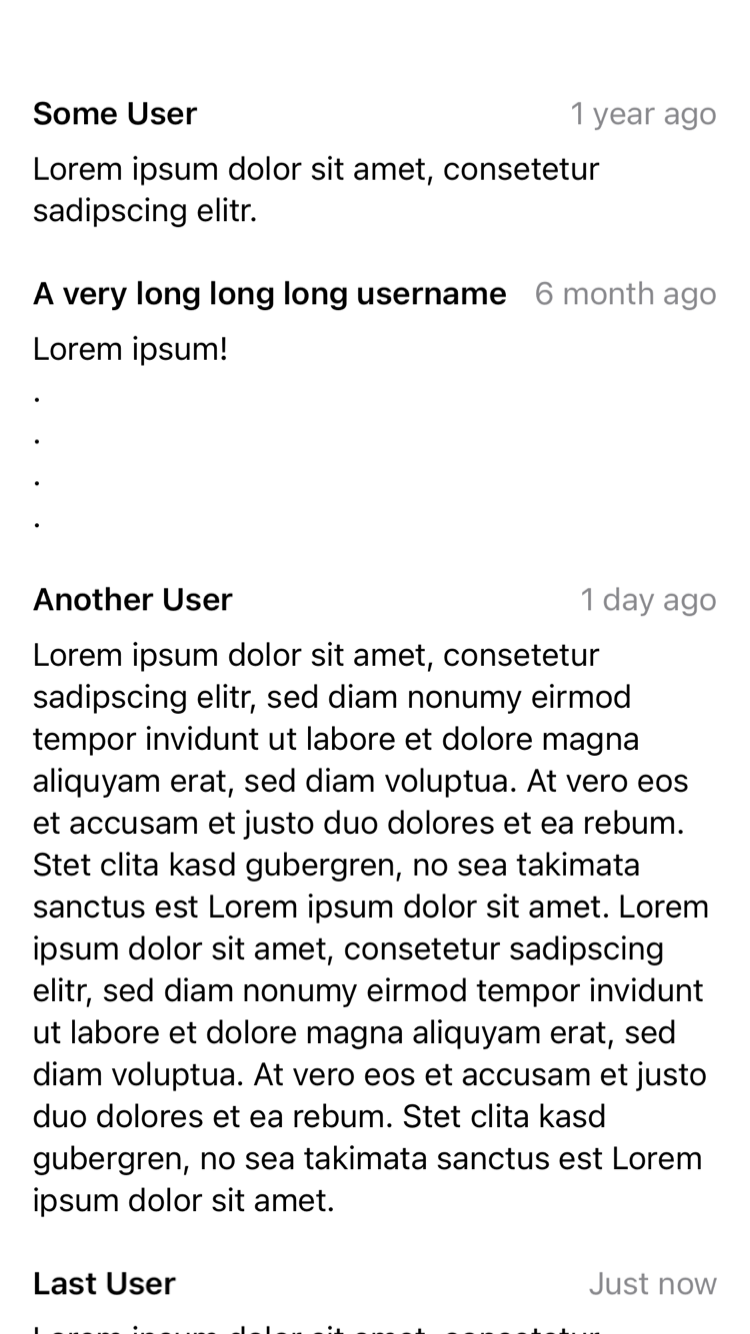 Some User 1 year ago
Lorem ipsum dolor sit amet, consetetur
sadipscing elitr.
A very long long long username 6 month ago
Lorem ipsum!
.
.
.
.
Another User 1 day ago
Lorem ipsum dolor sit amet, consetetur
sadipscing elitr, sed diam nonumy eirmod
tempor invidunt ut labore et dolore magna
aliquyam erat, sed diam voluptua. At vero eos
et accusam et justo duo dolores et ea rebum.
Stet clita kasd gubergren, no sea takimata
sanctus est Lorem ipsum dolor sit amet. Lorem
ipsum dolor sit amet, consetetur sadipscing
elitr, sed diam nonumy eirmod tempor invidunt
ut labore et dolore magna aliquyam erat, sed
diam voluptua. At vero eos et accusam et justo
duo dolores et ea rebum. Stet clita kasd
gubergren, no sea takimata sanctus est Lorem
ipsum dolor sit amet.
Last User Just now